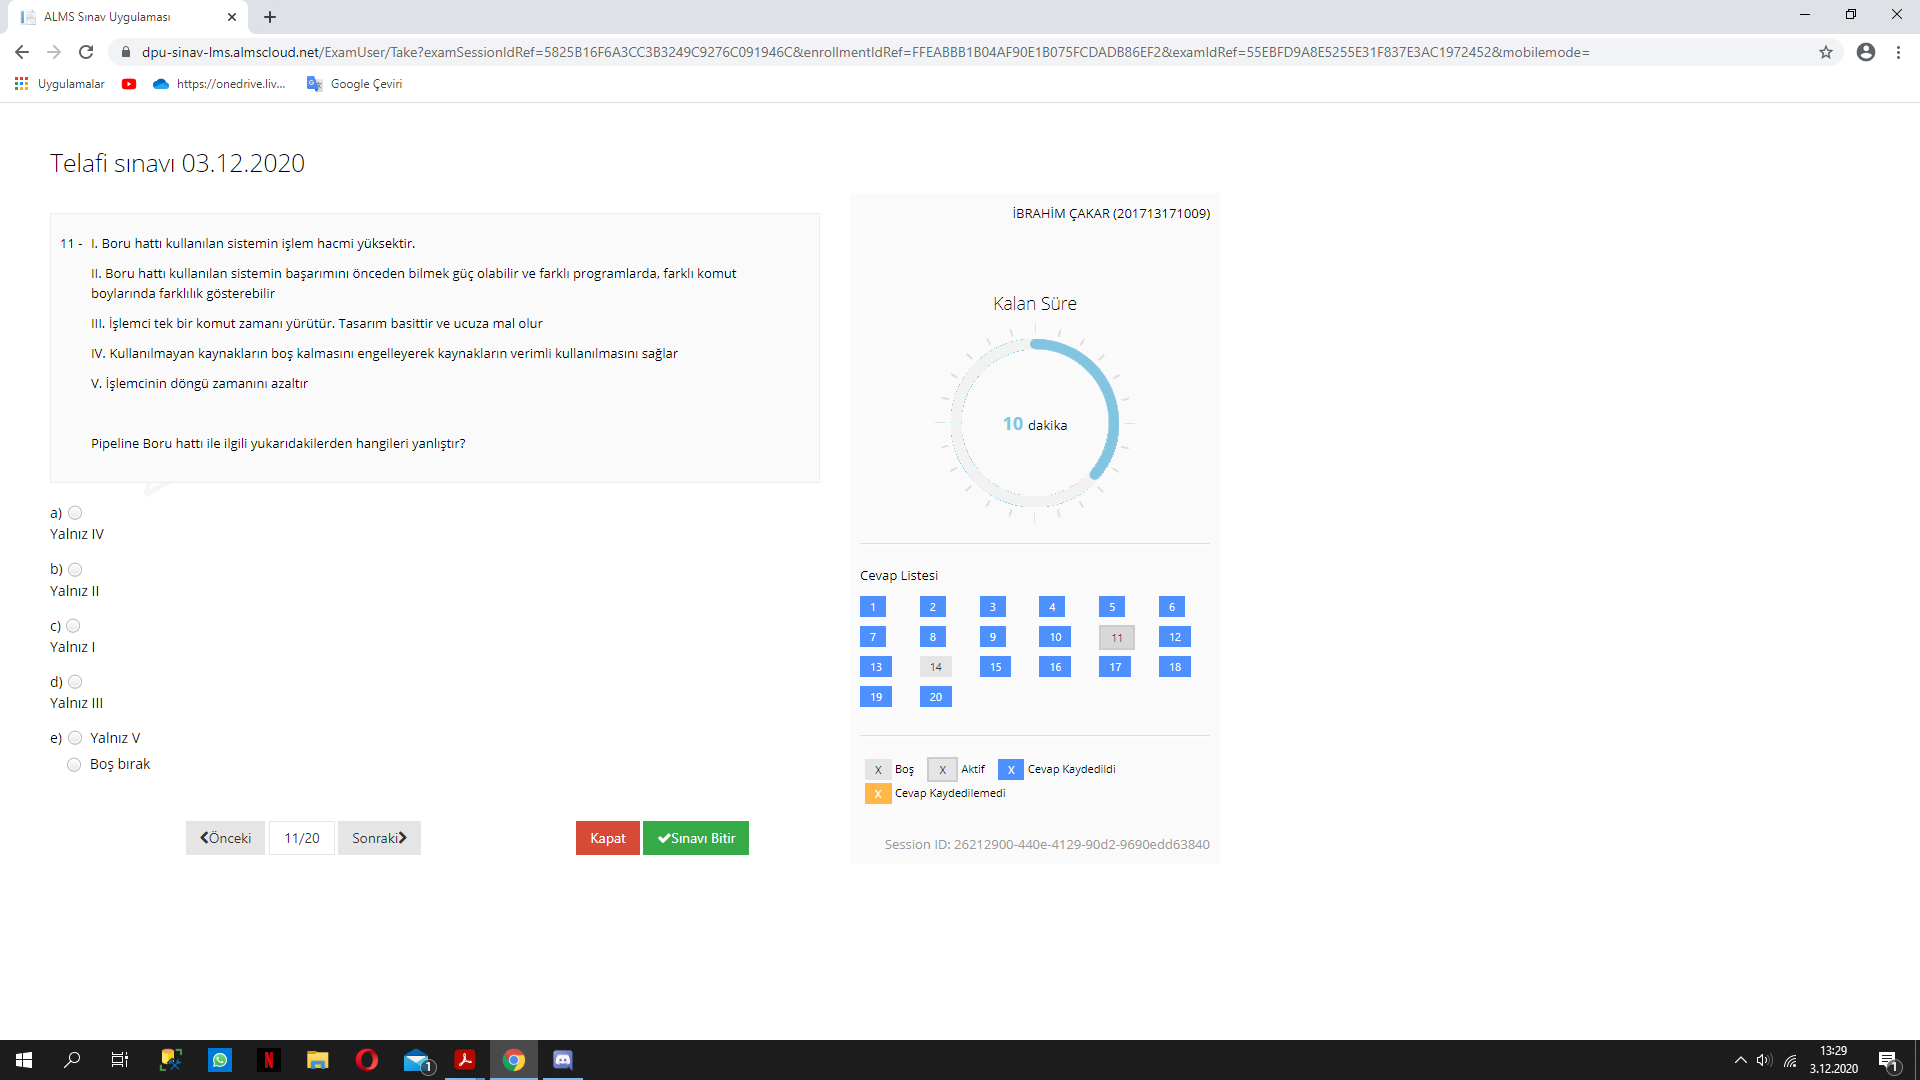 ALMS Sınav Uygulaması
dpu-sinav-lms.almscloud.net/ExamUser/Take?examSessionIdRef=5825B16F6A3CC3B3249C9276C091946C&enrollmentIdRef=FFEABBB1B04AF90E1B075FCDADB86EF2&examIdRef=55EBFD9A8E5255E31F837E3AC1972452&mobilemode=
Uygulamalar https://onedrive.liv... Google Çeviri
Telafi sınavı 03.12.2020
11 - I. Boru hattı kullanılan sistemin işlem hacmi yüksektir.
II. Boru hattı kullanılan sistemin başarımını önceden bilmek güç olabilir ve farklı programlarda, farklı komut
boylarında farklılık gösterebilir
III. İşlemci tek bir komut zamanı yürütür. Tasarım basittir ve ucuza mal olur
IV. Kullanılmayan kaynakların boş kalmasını engelleyerek kaynakların verimli kullanılmasını sağlar
V. İşlemcinin döngü zamanını azaltır
Pipeline Boru hattı ile ilgili yukarıdakilerden hangileri yanlıştır?
a)
Yalnız IV
b)
Yalnız II
c)
Yalnız I
d)
Yalnız III
e) Yalnız V
Boş bırak
Önceki 11/20 Sonraki Kapat Sınavı Bitir
İBRAHİM ÇAKAR (201713171009)
Kalan Süre
10 dakika
Cevap Listesi
1 2 3 4 5 6
7 8 9 10 11 12
13 14 15 16 17 18
19 20
X Boş X Aktif X Cevap Kaydedildi
X Cevap Kaydedilemedi
Session ID: 26212900-440e-4129-90d2-9690edd63840
N 1
13:29
3.12.2020
1